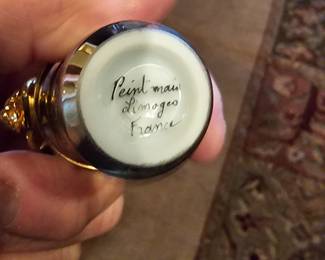 Peint main
Limoges
France